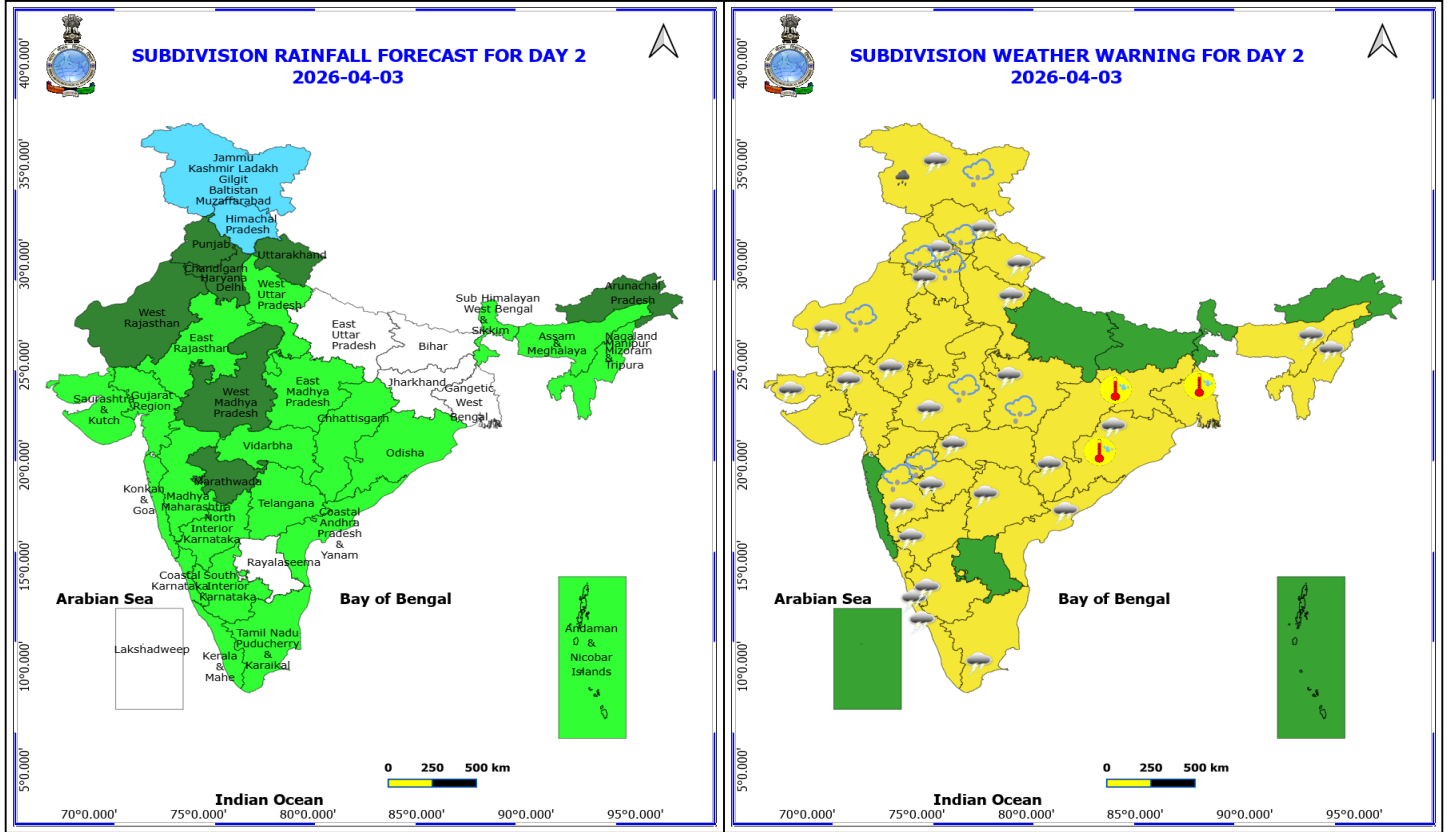 SUBDIVISION RAINFALL FORECAST FOR DAY 2
2026-04-03
40°0.000'
35°0.000'
30°0.000'
25°0.000'
20°0.000'
15°0.000'
10°0.000'
5°0.000'
Jammu
Kashmir Ladakh
Gilgit
Baltistan
Muzaffarabad
Himachal
Pradesh
Punjab
Uttarakhand
Chandigarh
Haryana
Delhi
West
Uttar
Pradesh
West
Rajasthan
East
Rajasthan
East
Uttar
Pradesh
Bihar
Sub Himalayan
West Bengal
&
Sikkim
Arunachal
Pradesh
Assam
&
Meghalaya
Nagaland
Manipur
Mizoram
&
Tripura
Jharkhand
Gangetic
West
Bengal
Saurashtra
&
Kutch
Gujarat
Region
West
Madhya
Pradesh
East
Madhya
Pradesh
Chhattisgarh
Vidarbha
Odisha
Marathwada
Konkan
&
Goa
Madhya
Maharashtra
Telangana
North
Interior
Karnataka
Coastal
Andhra
Pradesh
&
Yanam
Rayalaseema
Coastal
Karnataka
South
Interior
Karnataka
Tamil Nadu
Puducherry
&
Karaikal
Kerala
&
Mahe
Lakshadweep
Andaman
&
Nicobar
Islands
Arabian Sea
Bay of Bengal
Indian Ocean
0 250 500 km
70°0.000' 75°0.000' 80°0.000' 85°0.000' 90°0.000' 95°0.000'
SUBDIVISION WEATHER WARNING FOR DAY 2
2026-04-03
40°0.000'
35°0.000'
30°0.000'
25°0.000'
20°0.000'
15°0.000'
10°0.000'
5°0.000'
Arabian Sea
Bay of Bengal
Indian Ocean
0 250 500 km
70°0.000' 75°0.000' 80°0.000' 85°0.000' 90°0.000' 95°0.000'